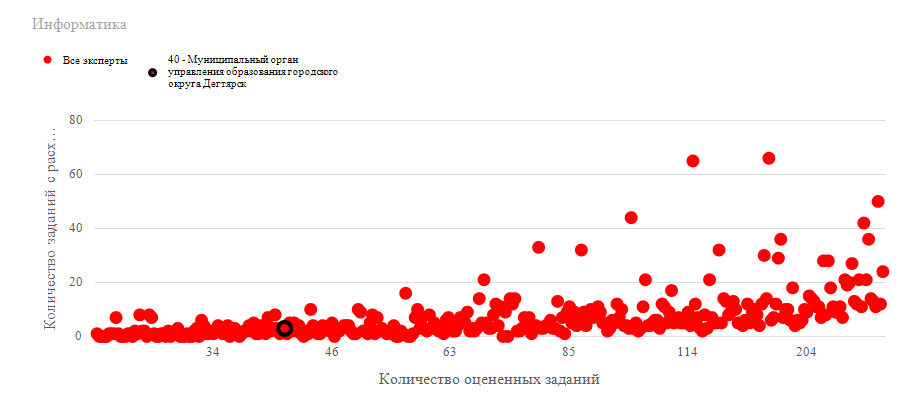 Информатика
Все эксперты
40 - Муниципальный орган
управления образования городского
округа Дегтярск
80
60
40
20
0
Количество заданий с расх…
34 46 63 85 114 204
Количество оцененных заданий